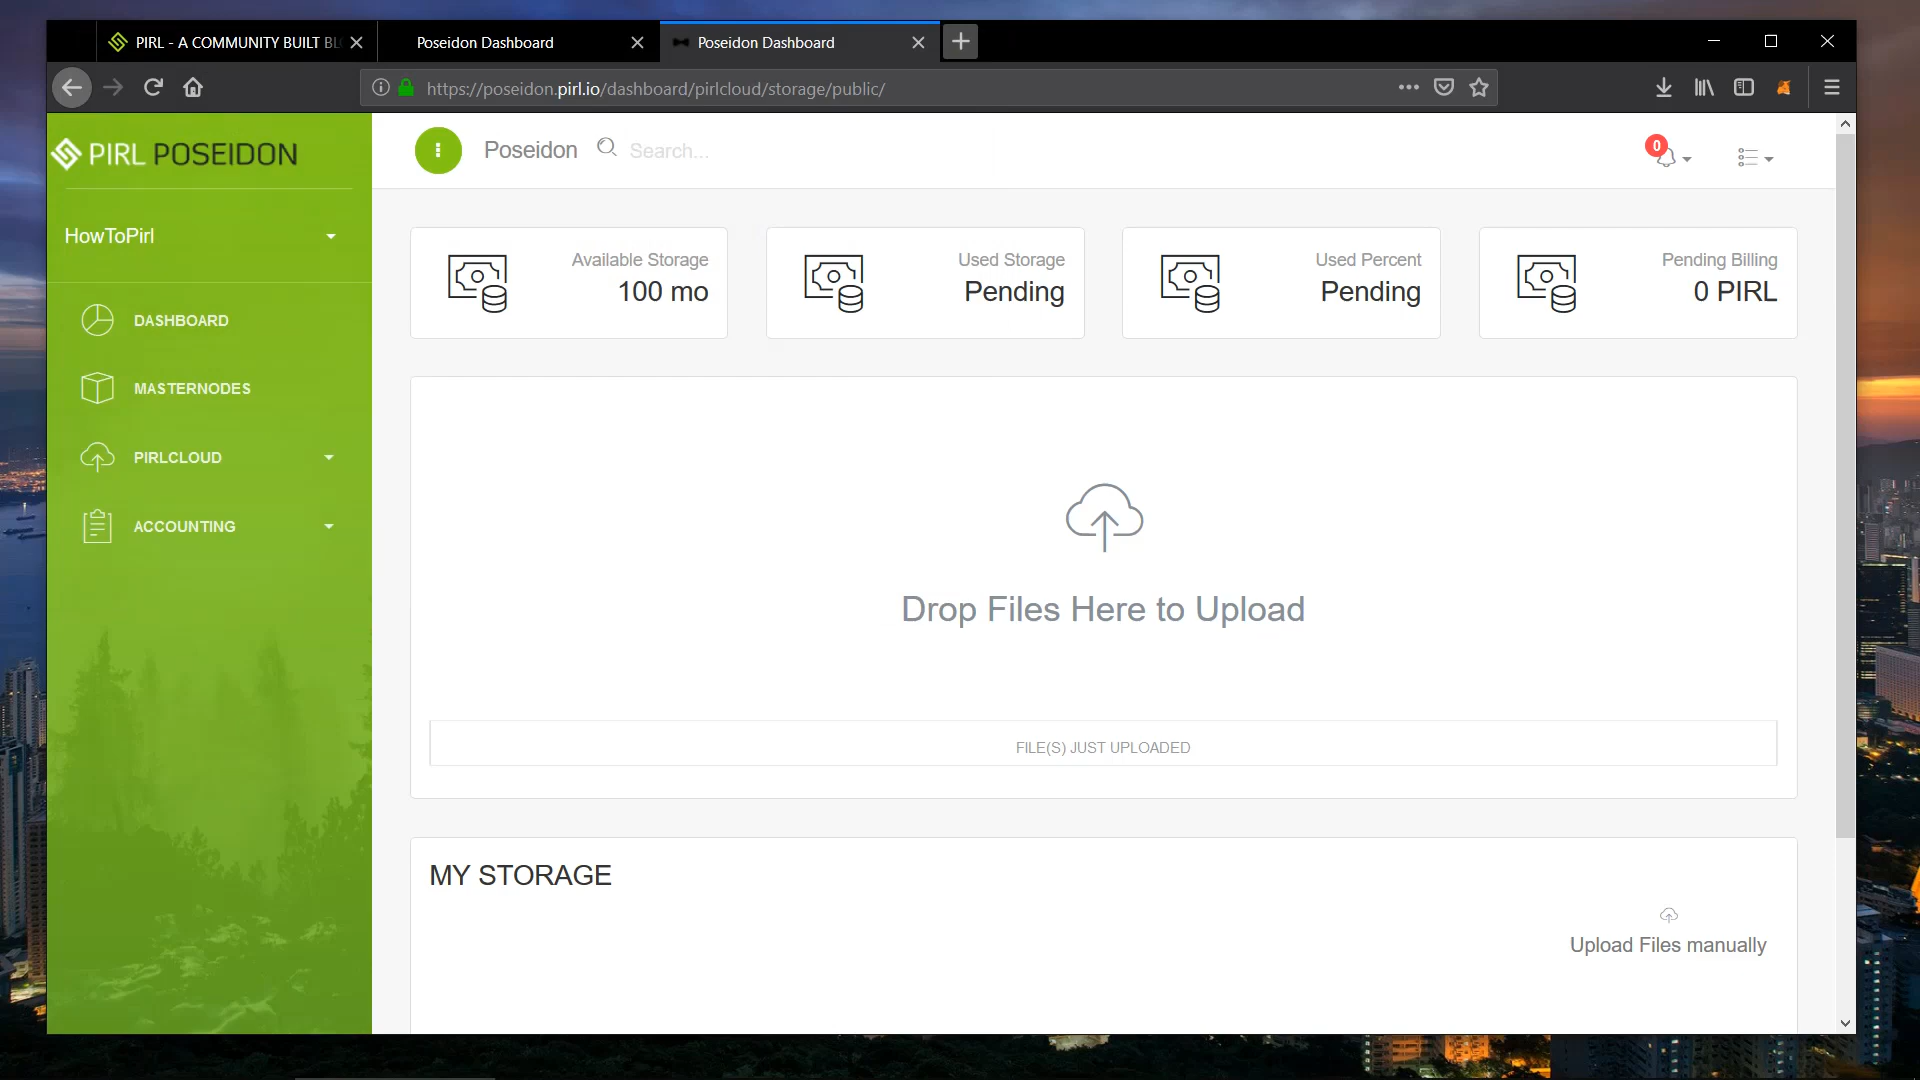 PIRL - A COMMUNITY BUILT BL
Poseidon Dashboard
Poseidon Dashboard
https://poseidon.pirl.io/dashboard/pirlcloud/storage/public/
PIRL POSEIDON
Poseidon
Search...
0
HowToPirl
DASHBOARD
MASTERNODES
PIRLCLOUD
ACCOUNTING
Available Storage
100 mo
Used Storage
Pending
Used Percent
Pending
Pending Billing
0 PIRL
Drop Files Here to Upload
FILE(S) JUST UPLOADED
MY STORAGE
Upload Files manually